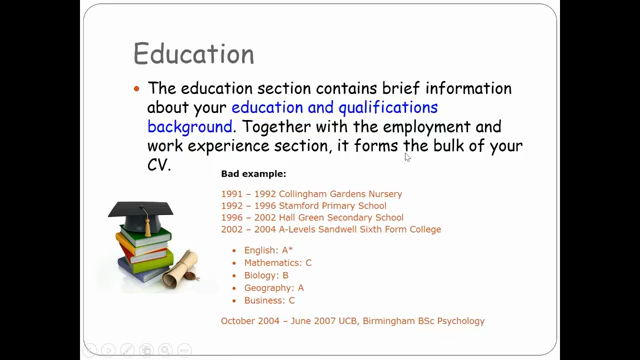 Education
The education section contains brief information
about your education and qualifications
background. Together with the employment and
work experience section, it forms the bulk of your
CV.
Bad example:
1991 – 1992 Collingham Gardens Nursery
1992 – 1996 Stamford Primary School
1996 – 2002 Hall Green Secondary School
2002 – 2004 A-Levels Sandwell Sixth Form College
English: A*
Mathematics: C
Biology: B
Geography: A
Business: C
October 2004 – June 2007 UCB, Birmingham BSc Psychology